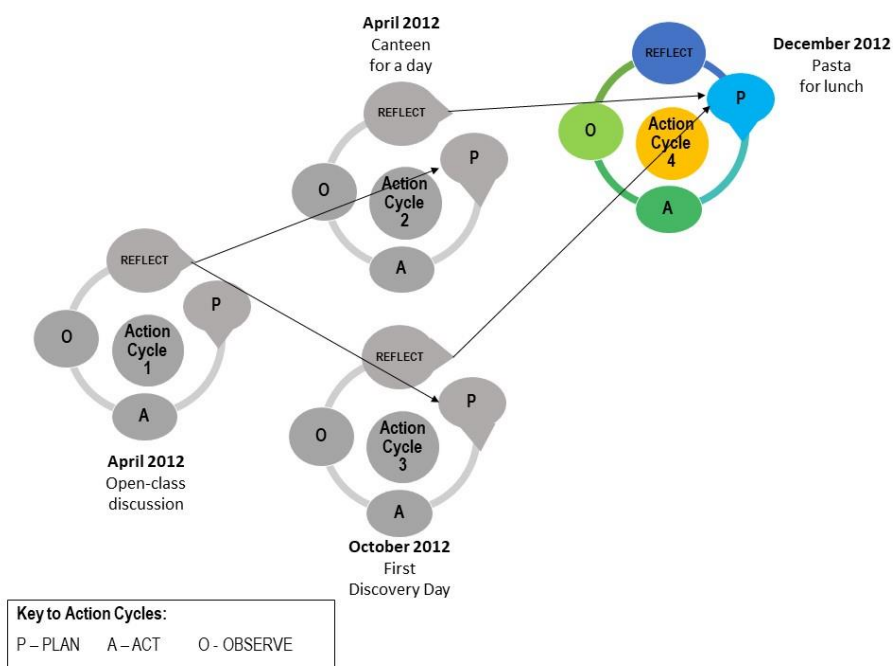 April 2012
Canteen
for a day
REFLECT
P
O
Action
Cycle
2
A
REFLECT
P
O
Action
Cycle
4
A
December 2012
Pasta
for lunch
REFLECT
P
O
Action
Cycle
1
A
April 2012
Open-class
discussion
REFLECT
P
O
Action
Cycle
3
A
October 2012
First
Discovery Day
Key to Action Cycles:
P – PLAN A – ACT O - OBSERVE